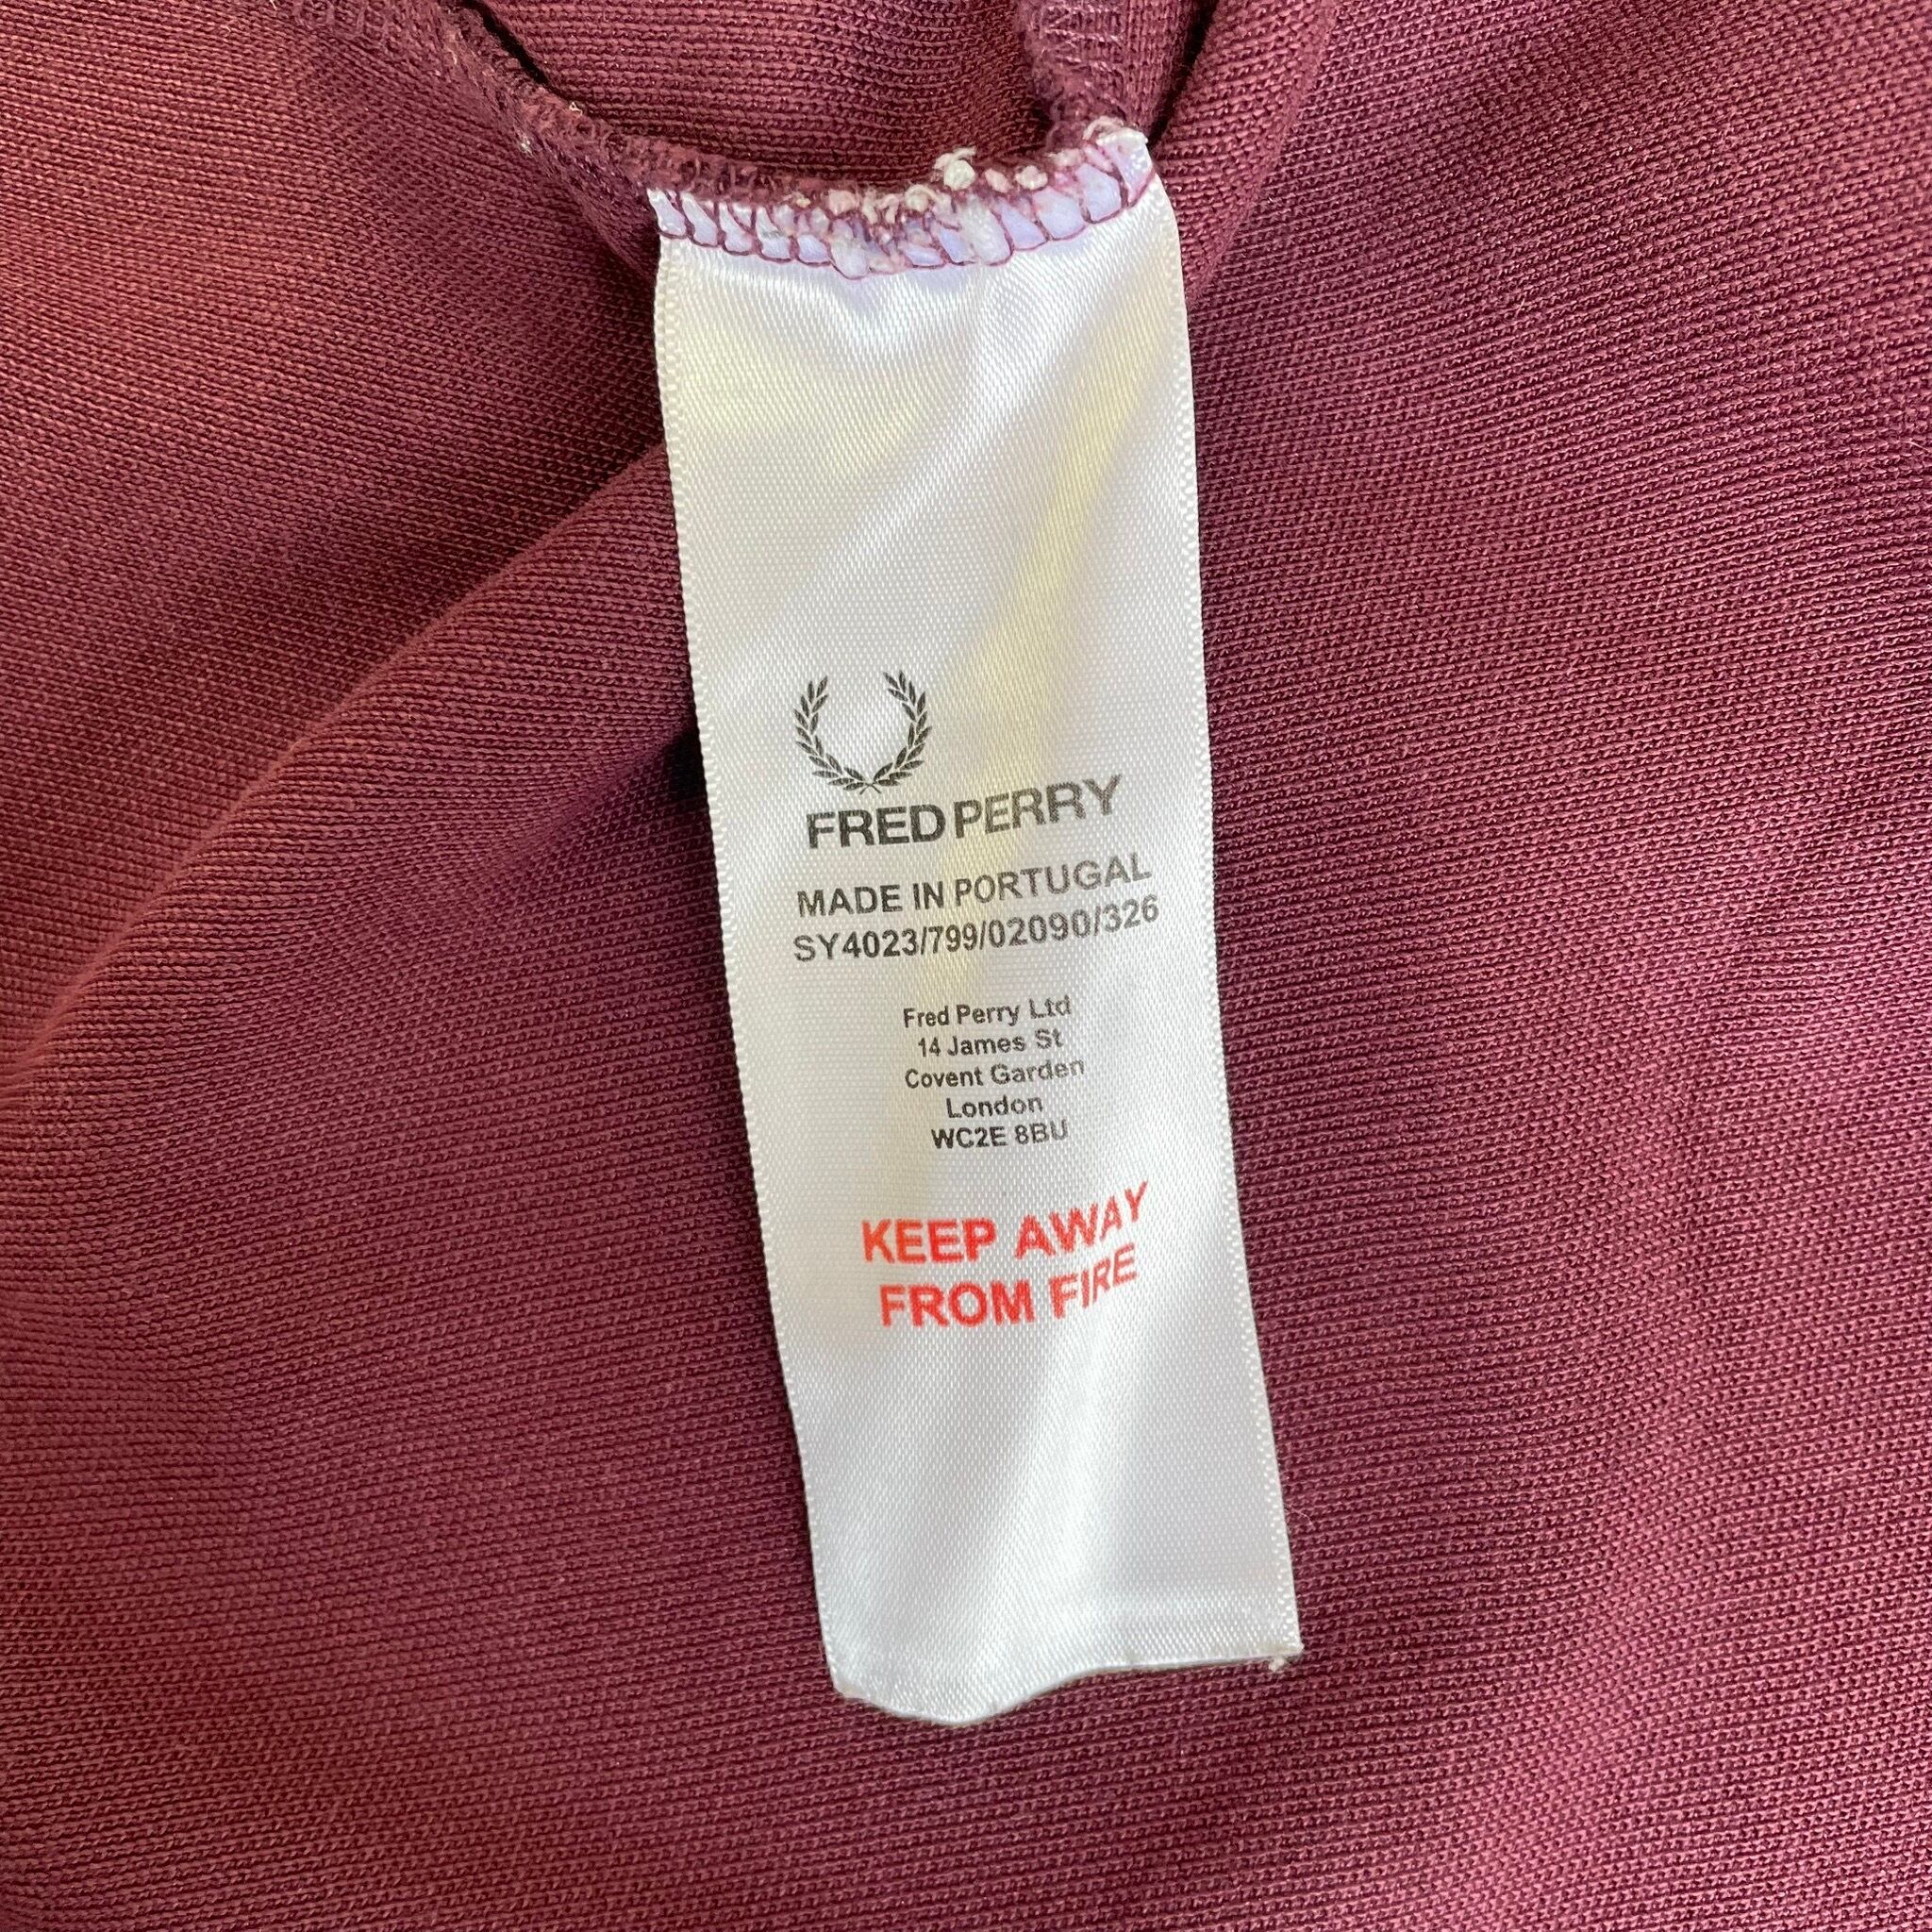 FRED PERRY
MADE IN PORTUGAL
SY4023/799/02090/326
Fred Perry Ltd
14 James St
Covent Garden
London
WC2E 8BU
KEEP AWAY
FROM FIRE